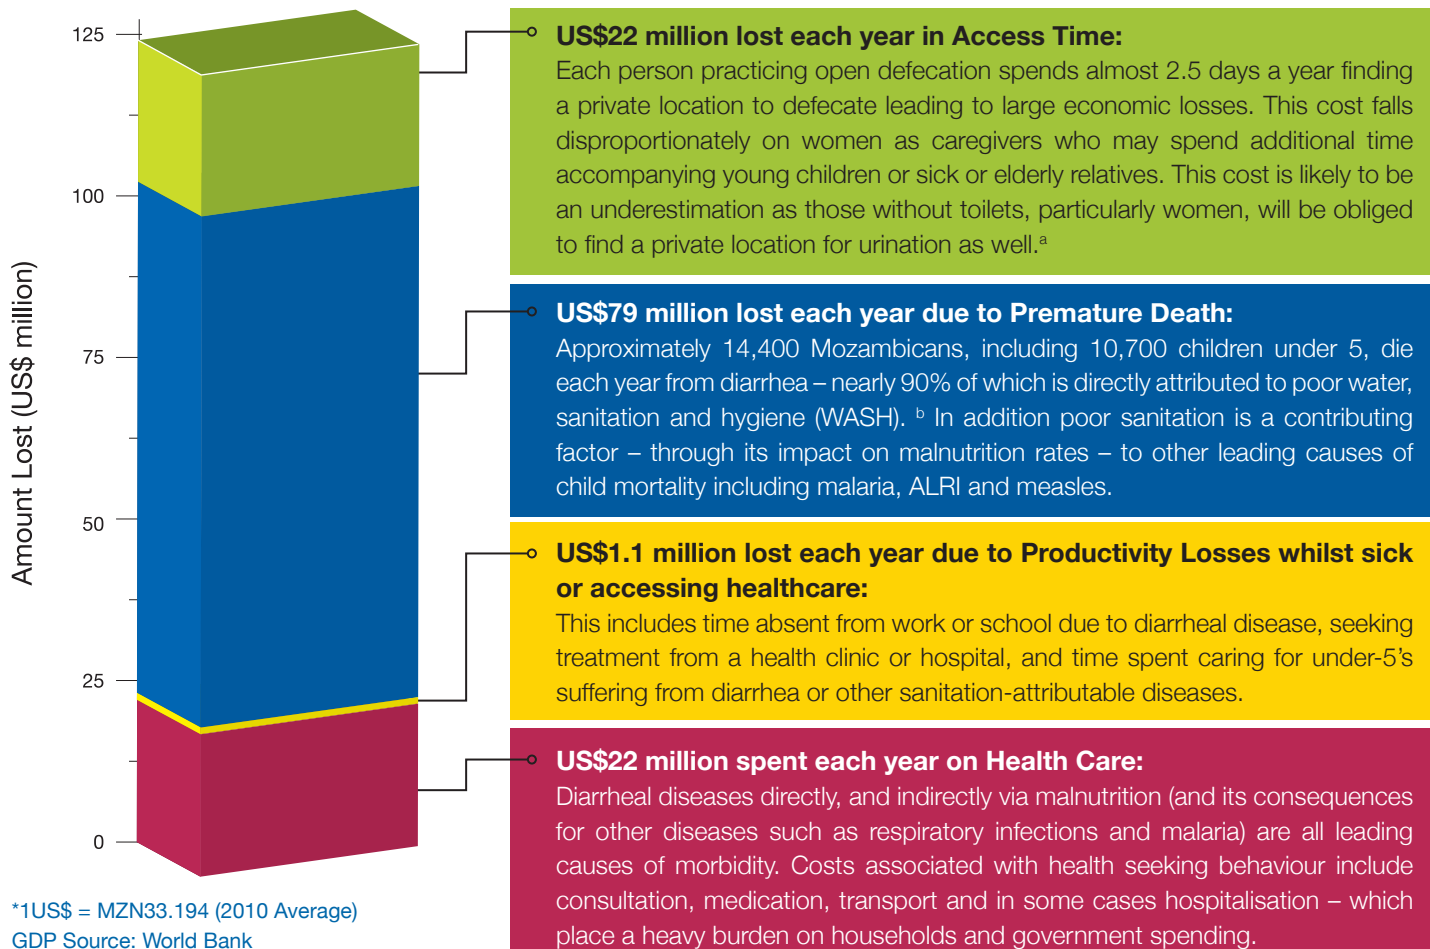 125
100
75
50
25
0
Amount Lost (US$ million)
US$22 million lost each year in Access Time:
Each person practicing open defecation spends almost 2.5 days a year finding
a private location to defecate leading to large economic losses. This cost falls
disproportionately on women as caregivers who may spend additional time
accompanying young children or sick or elderly relatives. This cost is likely to be
an underestimation as those without toilets, particularly women, will be obliged
to find a private location for urination as well.ᵃ
US$79 million lost each year due to Premature Death:
Approximately 14,400 Mozambicans, including 10,700 children under 5, die
each year from diarrhea – nearly 90% of which is directly attributed to poor water,
sanitation and hygiene (WASH). ᵇ In addition poor sanitation is a contributing
factor – through its impact on malnutrition rates – to other leading causes of
child mortality including malaria, ALRI and measles.
US$1.1 million lost each year due to Productivity Losses whilst sick
or accessing healthcare:
This includes time absent from work or school due to diarrheal disease, seeking
treatment from a health clinic or hospital, and time spent caring for under-5’s
suffering from diarrhea or other sanitation-attributable diseases.
US$22 million spent each year on Health Care:
Diarrheal diseases directly, and indirectly via malnutrition (and its consequences
for other diseases such as respiratory infections and malaria) are all leading
causes of morbidity. Costs associated with health seeking behaviour include
consultation, medication, transport and in some cases hospitalisation – which
place a heavy burden on households and government spending.
*1US$ = MZN33.194 (2010 Average)
GDP Source: World Bank